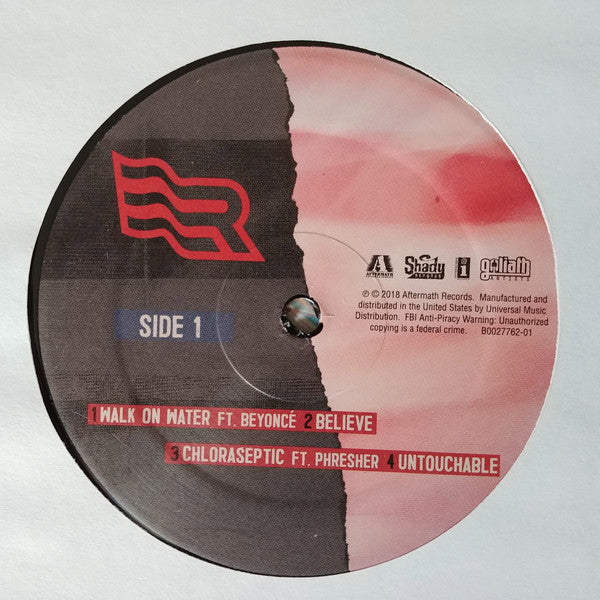 R
SIDE 1
1 WALK ON WATER FT. BEYONCÉ 2 BELIEVE
3 CHLORASEPTIC FT. PHRESHER 4 UNTOUCHABLE
AFTERMATH
Shady RECORDS
i
goliath ARTISTS
℗ © 2018 Aftermath Records. Manufactured and
distributed in the United States by Universal Music
Distribution. FBI Anti-Piracy Warning: Unauthorized
copying is a federal crime. B0027762-01